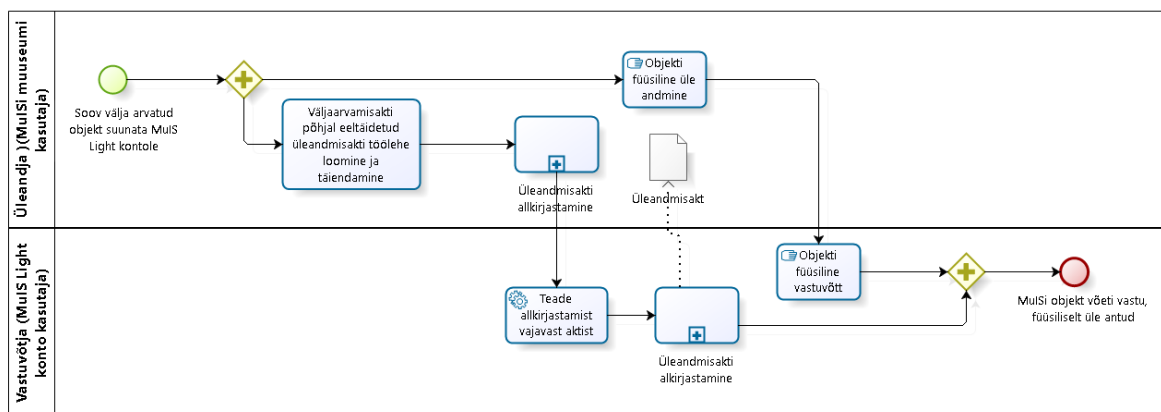 Üleandja )(MuISi muuseumi
kasutaja)
Soov välja arvatud
objekt suunata MuIS
Light kontole
Väljaarvamisakti
põhjal eeltäidetud
üleandmisakti töölehe
loomine ja
täiendamine
Üleandmisakti
allkirjastamine
Objekti
füüsiline üle
andmine
Üleandmisakt
Vastuvõtja (MuIS Light
konto kasutaja)
Teade
allkirjastamist
vajavast aktist
Üleandmisakti
alkirjastamine
Objekti
füüsiline
vastuvõtt
MuISi objekt võeti vastu,
füüsiliselt üle antud